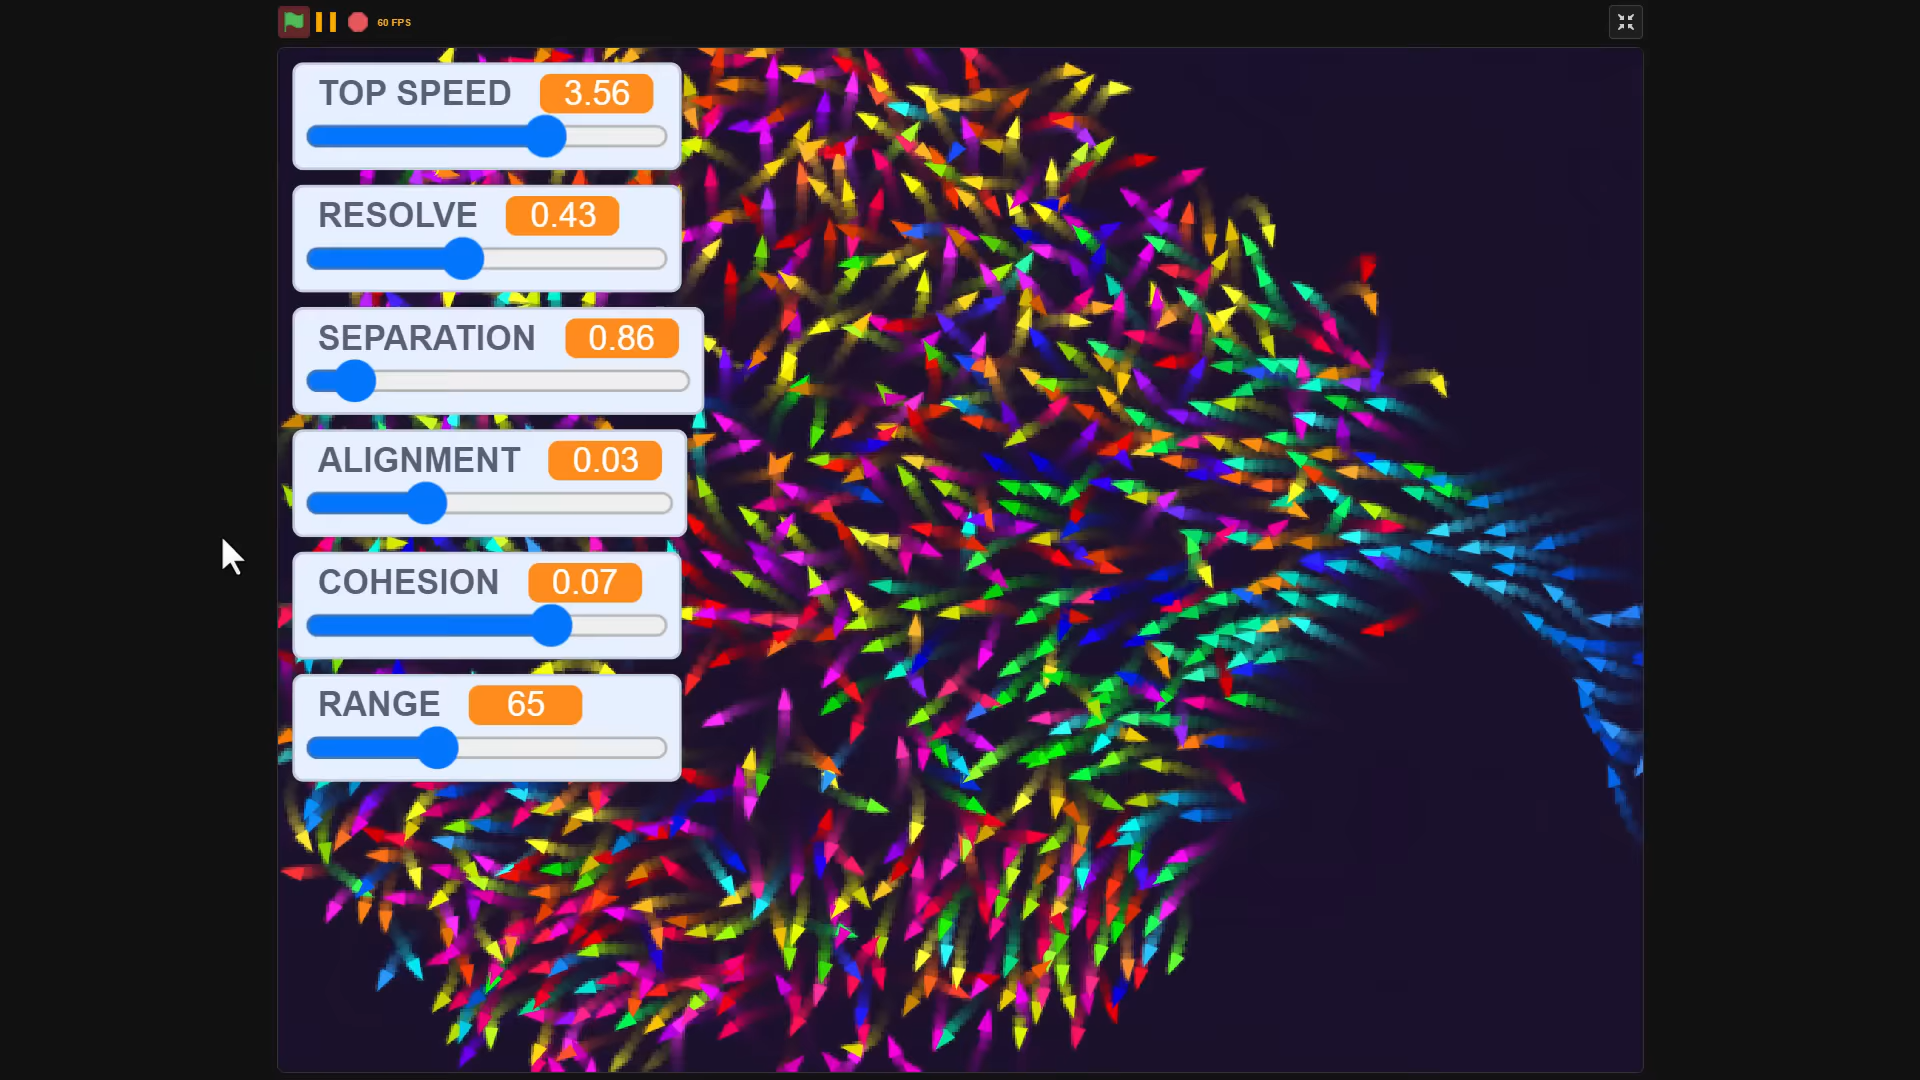 60 FPS
TOP SPEED 3.56
RESOLVE 0.43
SEPARATION 0.86
ALIGNMENT 0.03
COHESION 0.07
RANGE 65